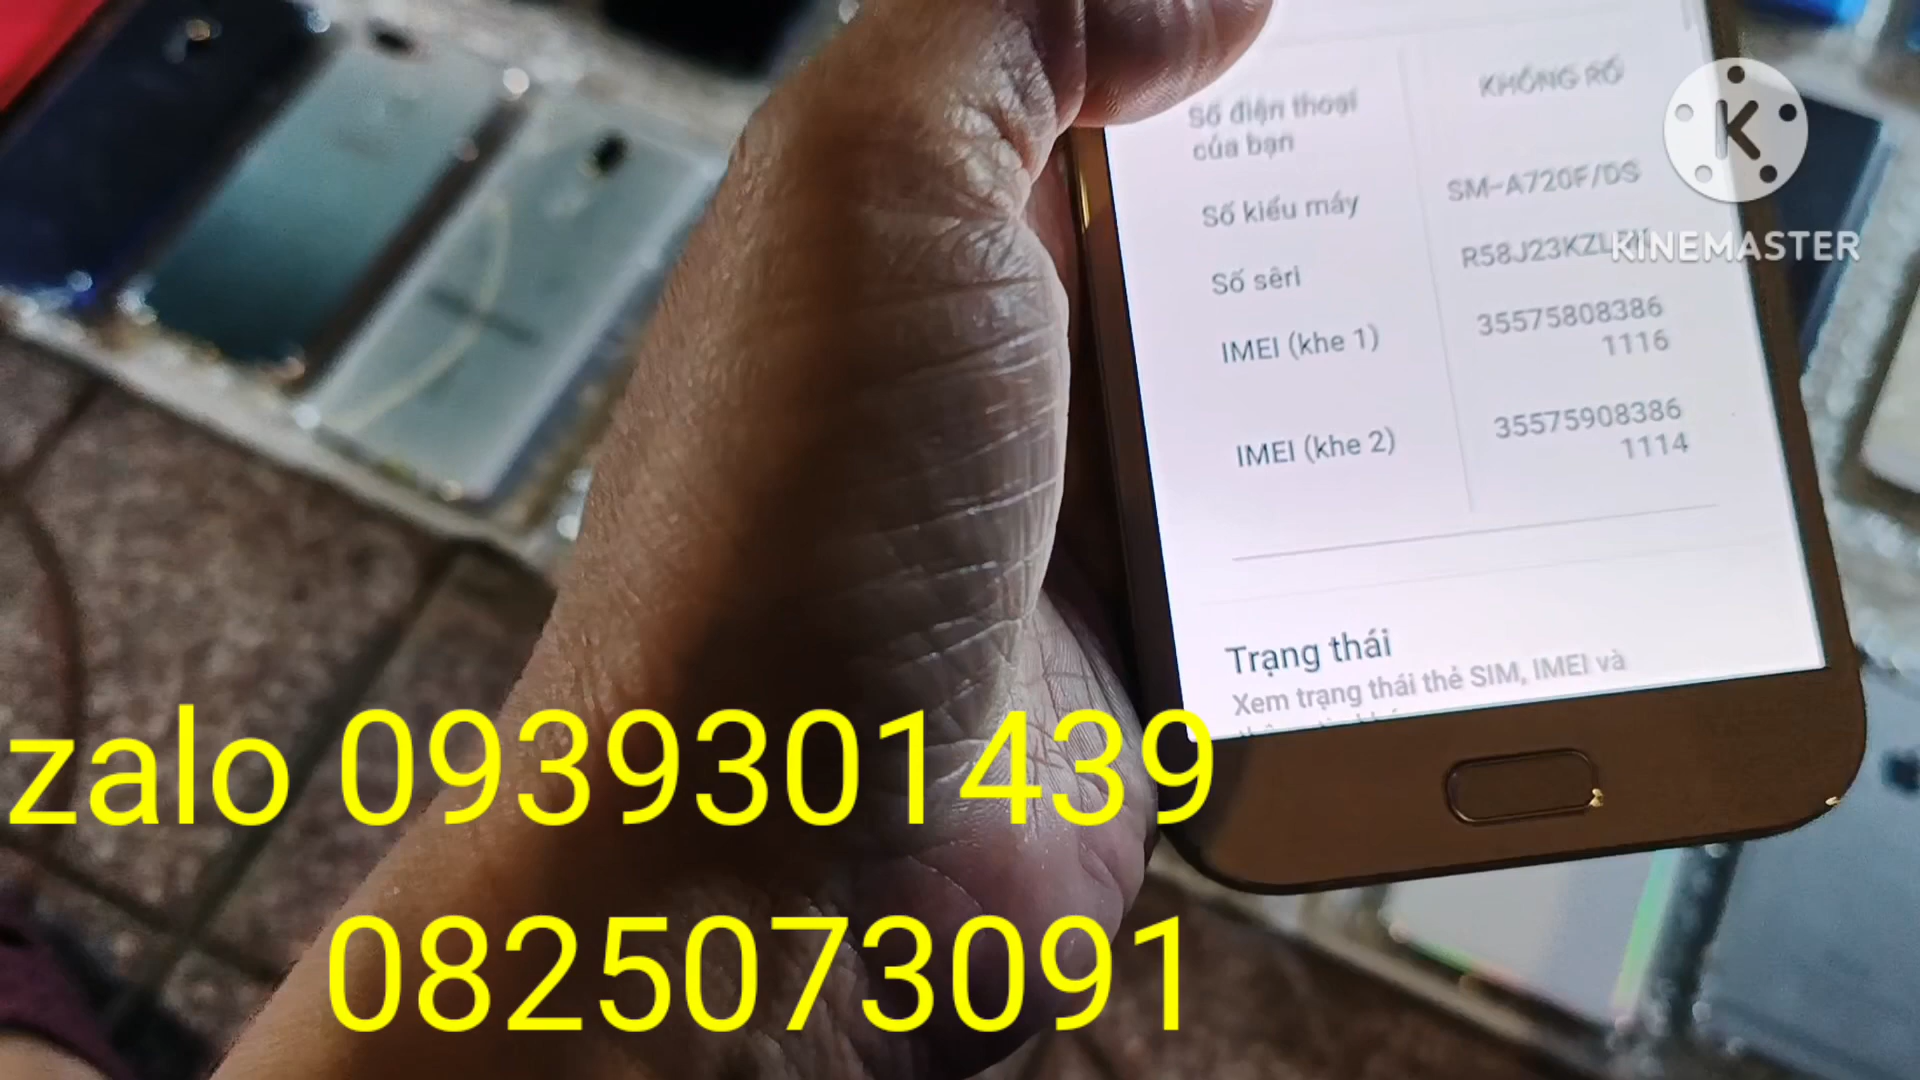 KHÔNG RÕ
Số điện thoại
của bạn
SM-A720F/DS
Số kiểu máy
KINEMASTER
Số sêri
35575808386
1116
IMEI (khe 1)
35575908386
1114
IMEI (khe 2)
Trạng thái
Xem trạng thái thẻ SIM, IMEI và
zalo 0939301439
0825073091